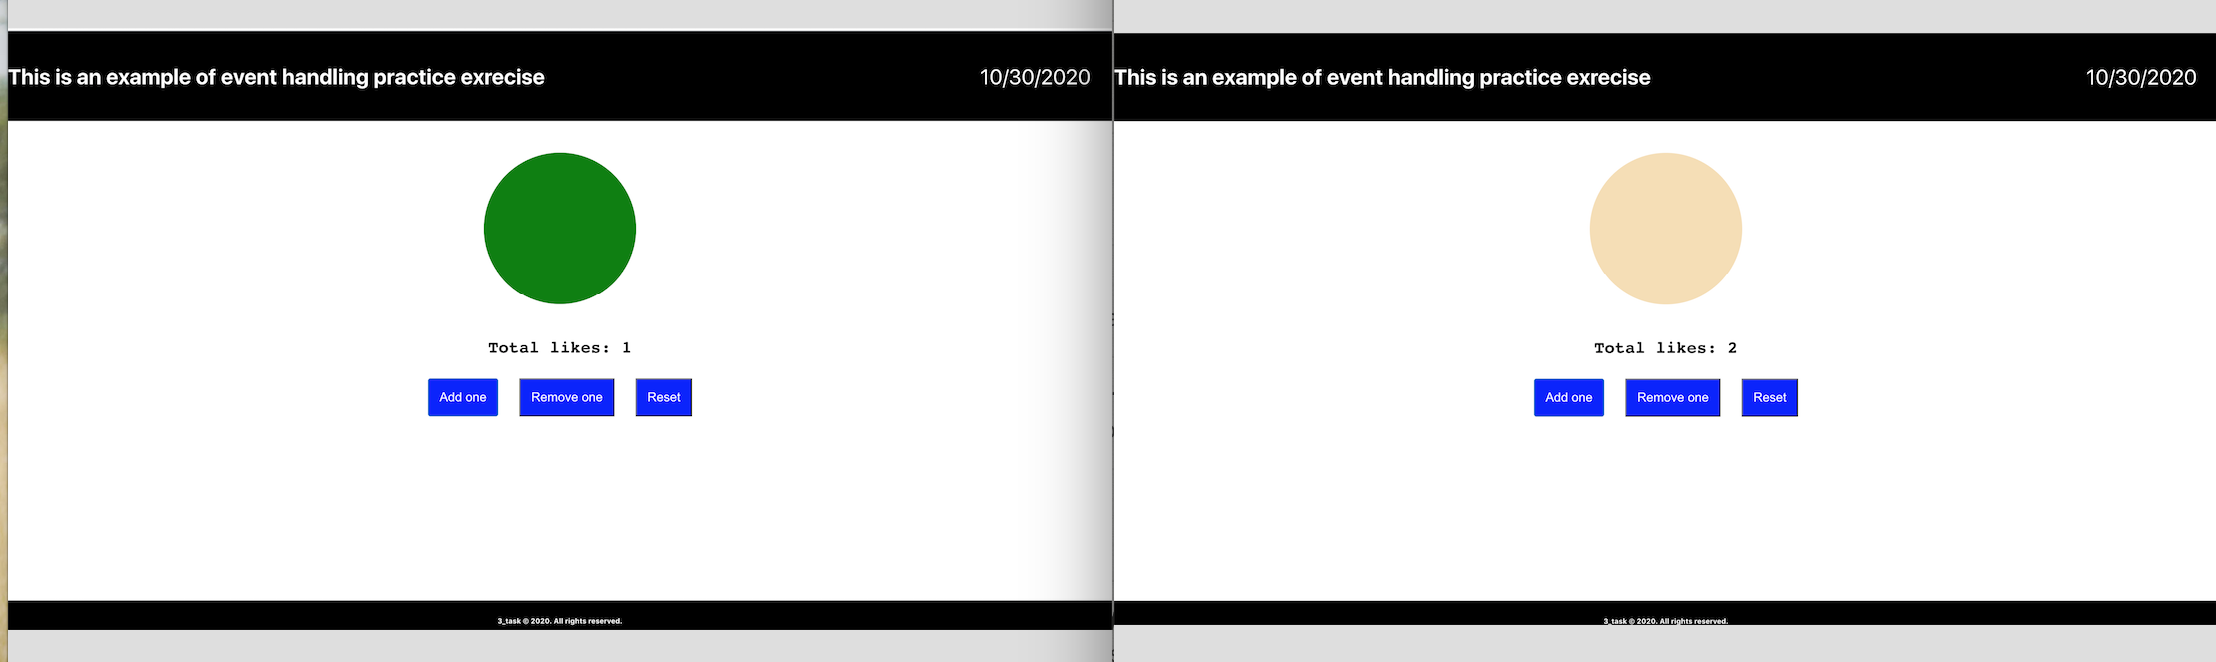 This is an example of event handling practice exrecise
10/30/2020
Total likes: 1
Add one
Remove one
Reset
3_task © 2020. All rights reserved.
This is an example of event handling practice exrecise
10/30/2020
Total likes: 2
Add one
Remove one
Reset
3_task © 2020. All rights reserved.